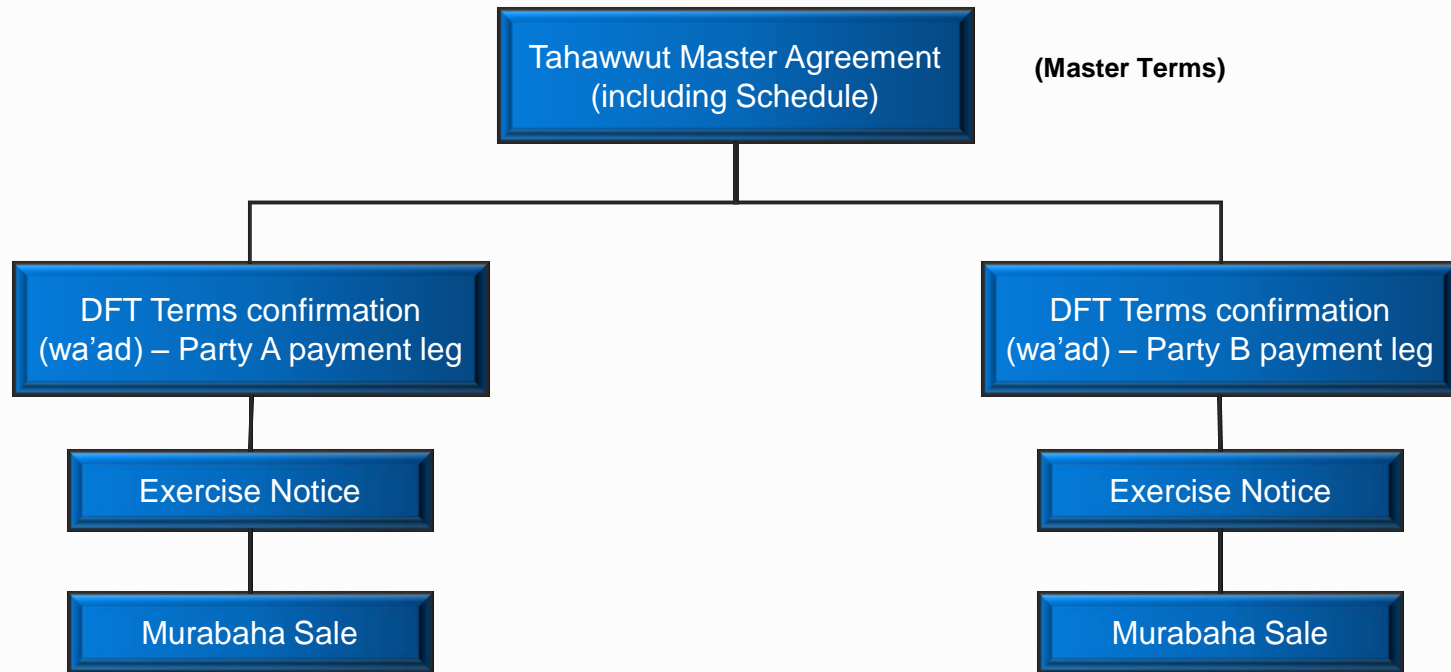 Tahawwut Master Agreement
(including Schedule)
(Master Terms)
DFT Terms confirmation
(wa’ad) – Party A payment leg
DFT Terms confirmation
(wa’ad) – Party B payment leg
Exercise Notice
Exercise Notice
Murabaha Sale
Murabaha Sale